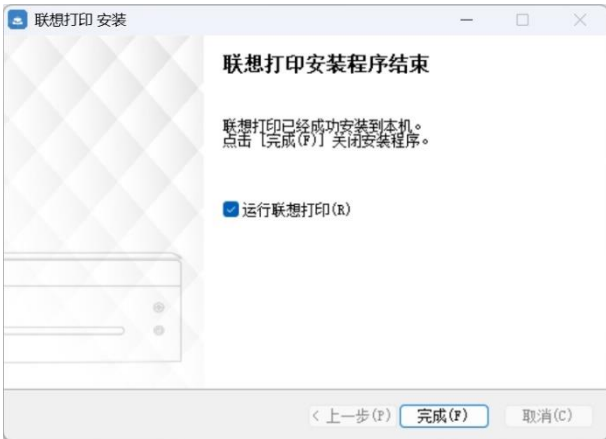 联想打印 安装
联想打印安装程序结束
联想打印已经成功安装到本机。
点击 [完成(F)] 关闭安装程序。
运行联想打印(R)
< 上一步(P) 完成(F) 取消(C)